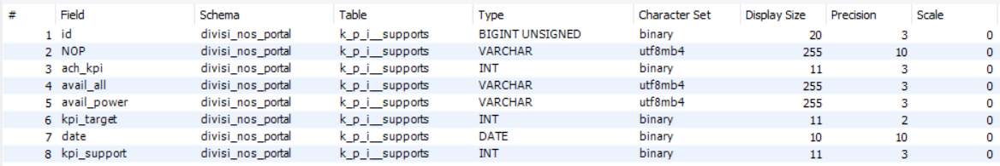 # Field Schema Table Type Character Set Display Size Precision Scale
1 id divisi_nos_portal k_p_i__supports BIGINT UNSIGNED binary 20 3 0
2 NOP divisi_nos_portal k_p_i__supports VARCHAR utf8mb4 255 10 0
3 ach_kpi divisi_nos_portal k_p_i__supports INT binary 11 3 0
4 avail_all divisi_nos_portal k_p_i__supports VARCHAR utf8mb4 255 3 0
5 avail_power divisi_nos_portal k_p_i__supports VARCHAR utf8mb4 255 3 0
6 kpi_target divisi_nos_portal k_p_i__supports INT binary 11 2 0
7 date divisi_nos_portal k_p_i__supports DATE binary 10 10 0
8 kpi_support divisi_nos_portal k_p_i__supports INT binary 11 3 0